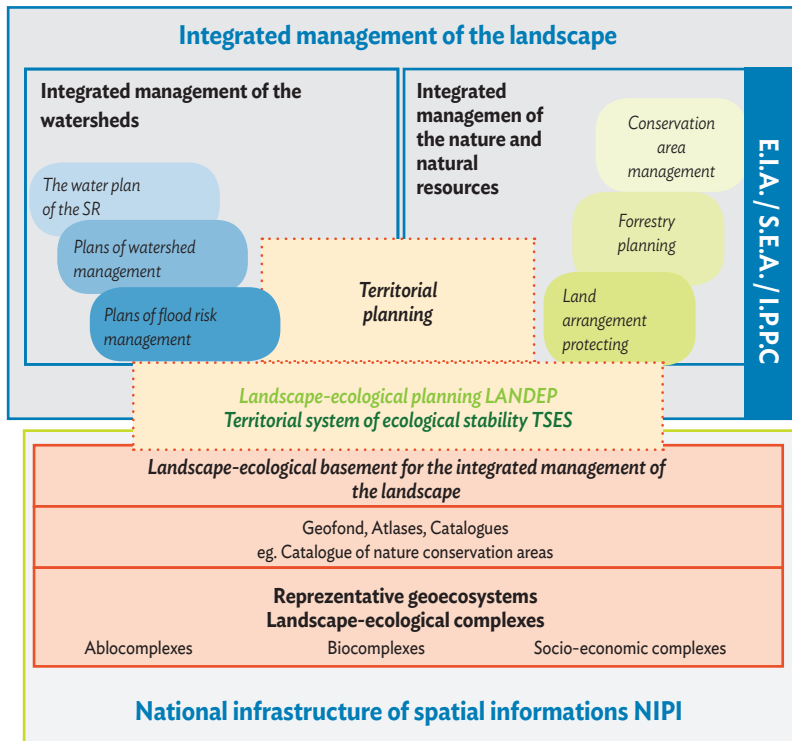 Integrated management of the landscape
Integrated management of the
watersheds
The water plan
of the SR
Plans of watershed
management
Plans of flood risk
management
Integrated
managemen of
the nature and
natural
resources
Conservation
area
management
Forrestry
planning
Land
arrangement
protecting
E.I.A. / S.E.A. / I.P.P.C
Territorial
planning
Landscape-ecological planning LANDEP
Territorial system of ecological stability TSES
Landscape-ecological basement for the integrated management of
the landscape
Geofond, Atlases, Catalogues
eg. Catalogue of nature conservation areas
Reprezentative geoecosystems
Landscape-ecological complexes
Ablocomplexes
Biocomplexes
Socio-economic complexes
National infrastructure of spatial informations NIPI